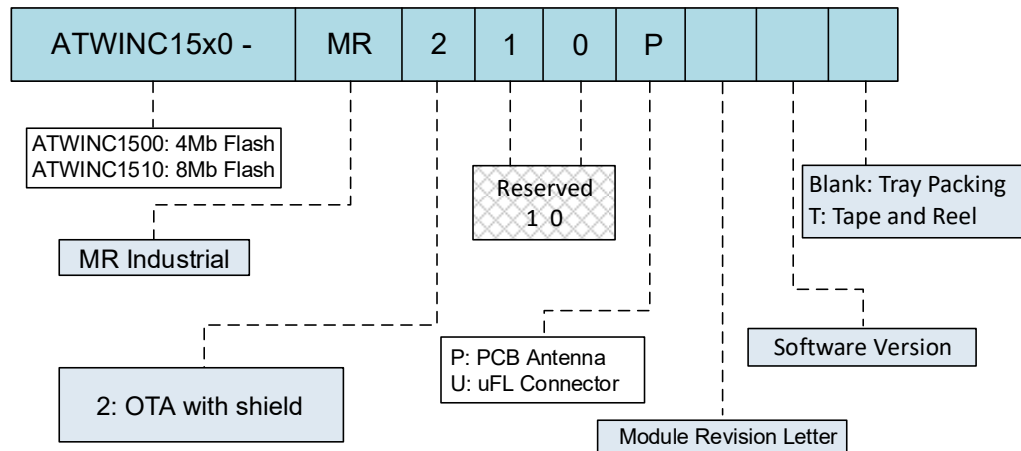 ATWINC15x0 - MR 2 1 0 P
ATWINC1500: 4Mb Flash
ATWINC1510: 8Mb Flash
Reserved
1 0
Blank: Tray Packing
T: Tape and Reel
MR Industrial
P: PCB Antenna
U: uFL Connector
Software Version
2: OTA with shield
Module Revision Letter